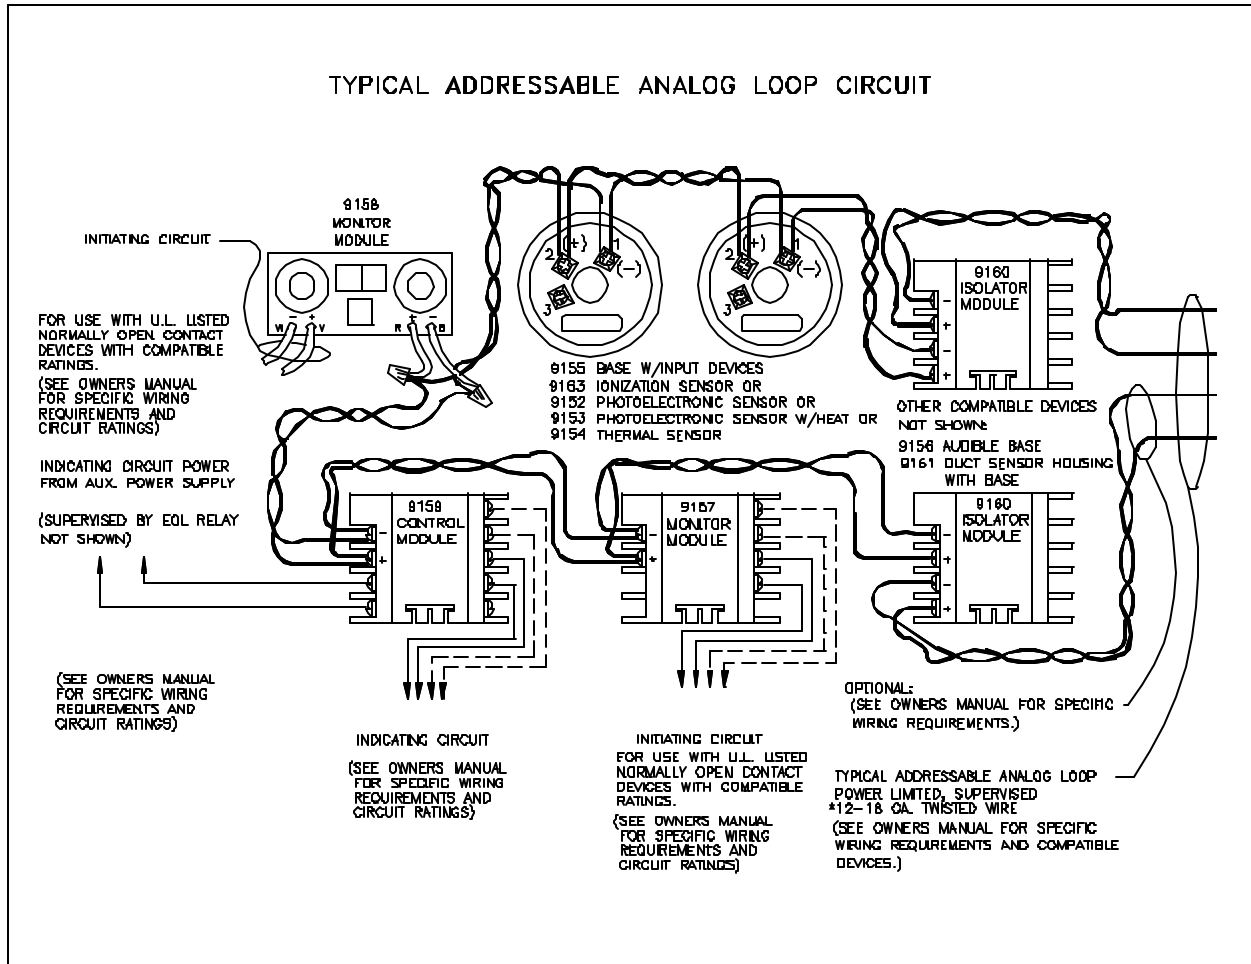 TYPICAL ADDRESSABLE ANALOG LOOP CIRCUIT
9158
MONITOR
MODULE
INITIATING CIRCUIT
- + + -
W V R B
FOR USE WITH U.L. LISTED
NORMALLY OPEN CONTACT
DEVICES WITH COMPATIBLE
RATINGS.
(SEE OWNERS MANUAL
FOR SPECIFIC WIRING
REQUIREMENTS AND
CIRCUIT RATINGS)
2 (+) 1
(-)
3
2 (+) 1
(-)
3
9155 BASE W/INPUT DEVICES
9163 IONIZATION SENSOR OR
9152 PHOTOELECTRONIC SENSOR OR
9153 PHOTOELECTRONIC SENSOR W/HEAT OR
9154 THERMAL SENSOR
9160
ISOLATOR
MODULE
-
+
-
+
OTHER COMPATIBLE DEVICES
NOT SHOWN:
9156 AUDIBLE BASE
9161 DUCT SENSOR HOUSING
WITH BASE
INDICATING CIRCUIT POWER
FROM AUX. POWER SUPPLY
(SUPERVISED BY EOL RELAY
NOT SHOWN)
9159
CONTROL
MODULE
-
+
9157
MONITOR
MODULE
-
+
9160
ISOLATOR
MODULE
-
+
-
+
(SEE OWNERS MANUAL
FOR SPECIFIC WIRING
REQUIREMENTS AND
CIRCUIT RATINGS)
INDICATING CIRCUIT
(SEE OWNERS MANUAL
FOR SPECIFIC WIRING
REQUIREMENTS AND
CIRCUIT RATINGS)
INITIATING CIRCUIT
FOR USE WITH U.L. LISTED
NORMALLY OPEN CONTACT
DEVICES WITH COMPATIBLE
RATINGS.
(SEE OWNERS MANUAL
FOR SPECIFIC WIRING
REQUIREMENTS AND
CIRCUIT RATINGS)
OPTIONAL:
(SEE OWNERS MANUAL FOR SPECIFIC
WIRING REQUIREMENTS.)
TYPICAL ADDRESSABLE ANALOG LOOP
POWER LIMITED, SUPERVISED
*12-18 GA. TWISTED WIRE
(SEE OWNERS MANUAL FOR SPECIFIC
WIRING REQUIREMENTS AND COMPATIBLE
DEVICES.)